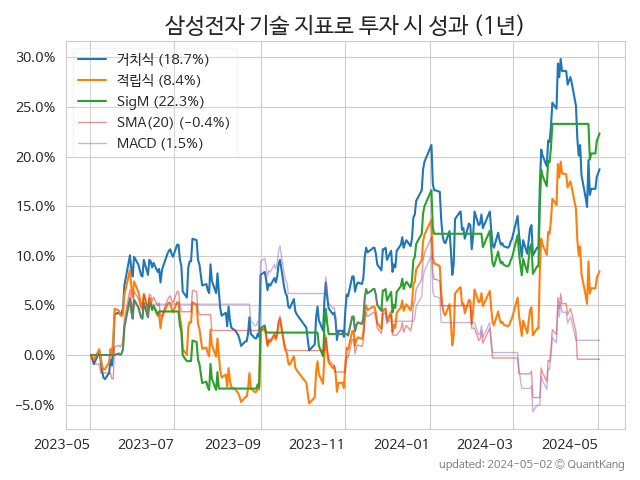 삼성전자 기술 지표로 투자 시 성과 (1년)
거치식 (18.7%)
적립식 (8.4%)
SigM (22.3%)
SMA(20) (−0.4%)
MACD (1.5%)
30.0%
25.0%
20.0%
15.0%
10.0%
5.0%
0.0%
−5.0%
2023−05 2023−07 2023−09 2023−11 2024−01 2024−03 2024−05
updated: 2024-05-02 © QuantKang